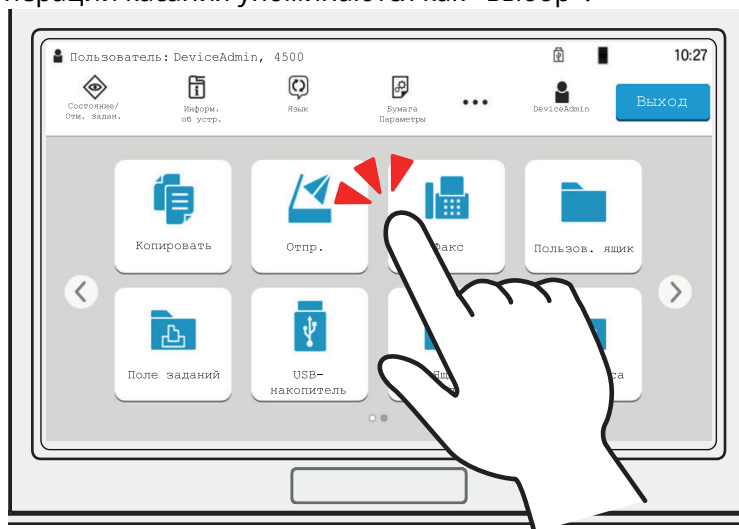 Пользователь: DeviceAdmin, 4500
10:27
Состояние/
Отм. задан.
Информ.
об устр.
Язык
Бумага
Параметры
DeviceAdmin
Выход
Копировать
Отпр.
Пользов. ящик
Поле заданий
USB-
накопитель